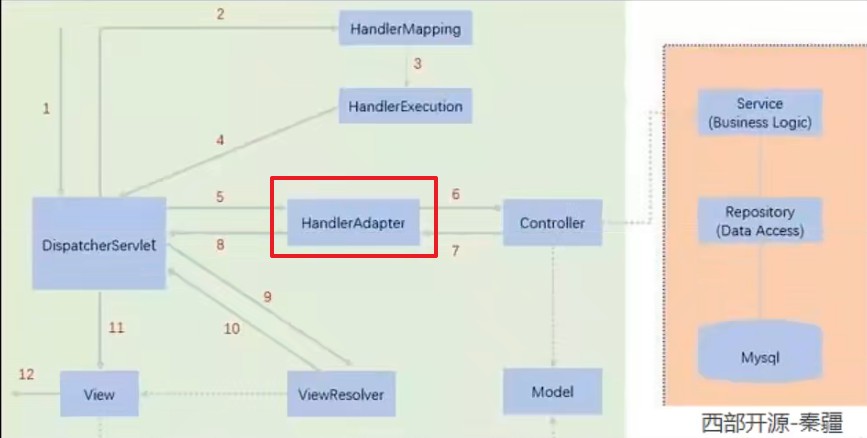 2
HandlerMapping
3
1
HandlerExecution
4
5
6
HandlerAdapter
Controller
DispatcherServlet
8
7
9
10
11
12
View
ViewResolver
Model
Service
(Business Logic)
Repository
(Data Access)
Mysql
西部开源-秦疆